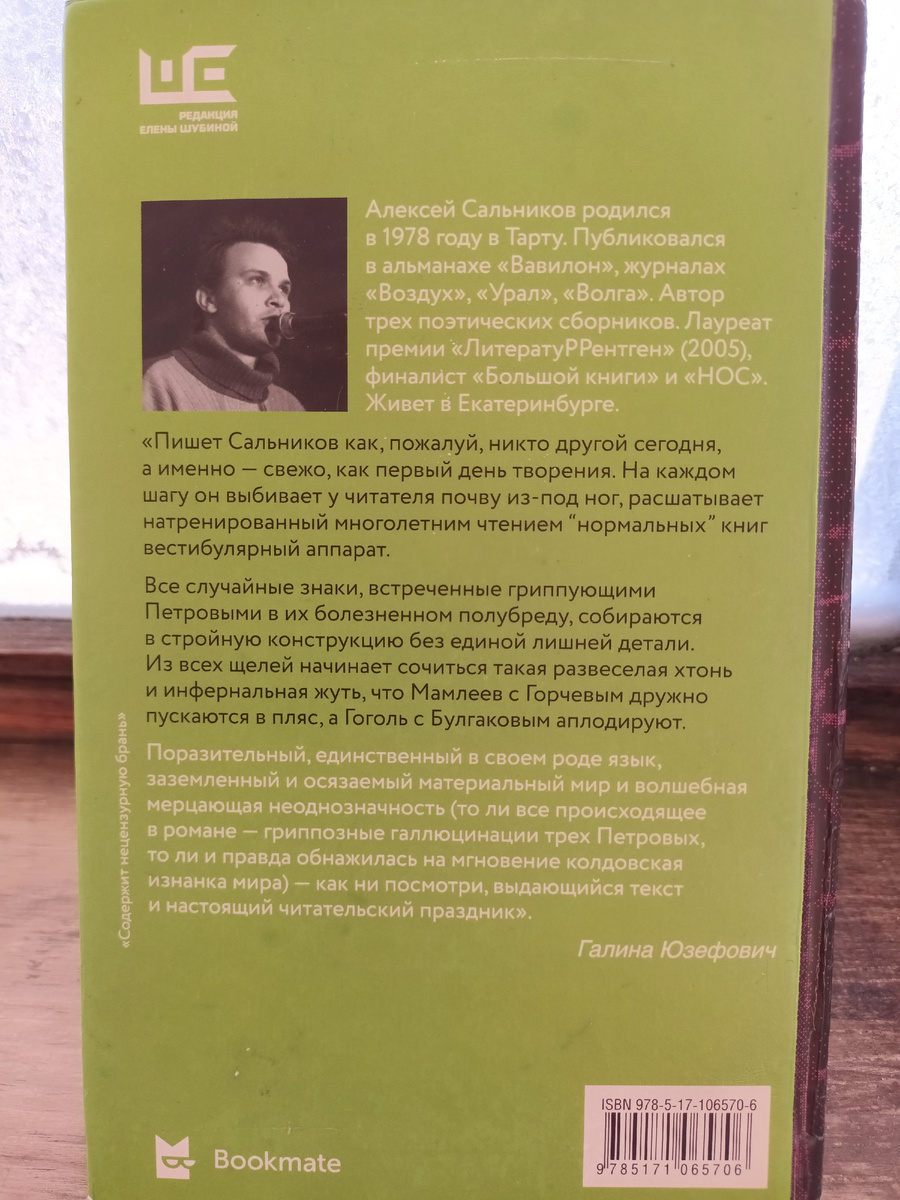 РЕДАКЦИЯ
ЕЛЕНЫ ШУБИНОЙ
Алексей Сальников родился
в 1978 году в Тарту. Публиковался
в альманахе «Вавилон», журналах
«Воздух», «Урал», «Волга». Автор
трех поэтических сборников. Лауреат
премии «ЛитератуРРентген» (2005),
финалист «Большой книги» и «НОС».
Живет в Екатеринбурге.
«Пишет Сальников как, пожалуй, никто другой сегодня,
а именно — свежо, как первый день творения. На каждом
шагу он выбивает у читателя почву из-под ног, расшатывает
натренированный многолетним чтением “нормальных” книг
вестибулярный аппарат.
Все случайные знаки, встреченные гриппующими
Петровыми в их болезненном полубреду, собираются
в стройную конструкцию без единой лишней детали.
Из всех щелей начинает сочиться такая развеселая хтонь
и инфернальная жуть, что Мамлеев с Горчевым дружно
пускаются в пляс, а Гоголь с Булгаковым аплодируют.
Поразительный, единственный в своем роде язык,
заземленный и осязаемый материальный мир и волшебная
мерцающая неоднозначность (то ли все происходящее
в романе — гриппозные галлюцинации трех Петровых,
то ли и правда обнажилась на мгновение колдовская
изнанка мира) — как ни посмотри, выдающийся текст
и настоящий читательский праздник».
Галина Юзефович
«Содержит нецензурную брань»
Bookmate
ISBN 978-5-17-106570-6
9 785171 065706